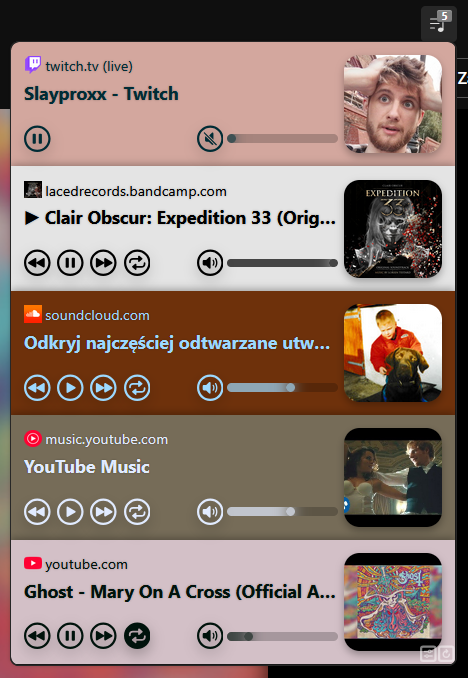 5
twitch.tv (live)
Slayproxx - Twitch
lacedrecords.bandcamp.com
▶ Clair Obscur: Expedition 33 (Orig...
EXPEDITION
33
soundcloud.com
Odkryj najczęściej odtwarzane utw...
music.youtube.com
YouTube Music
youtube.com
Ghost - Mary On A Cross (Official A...
GHOST